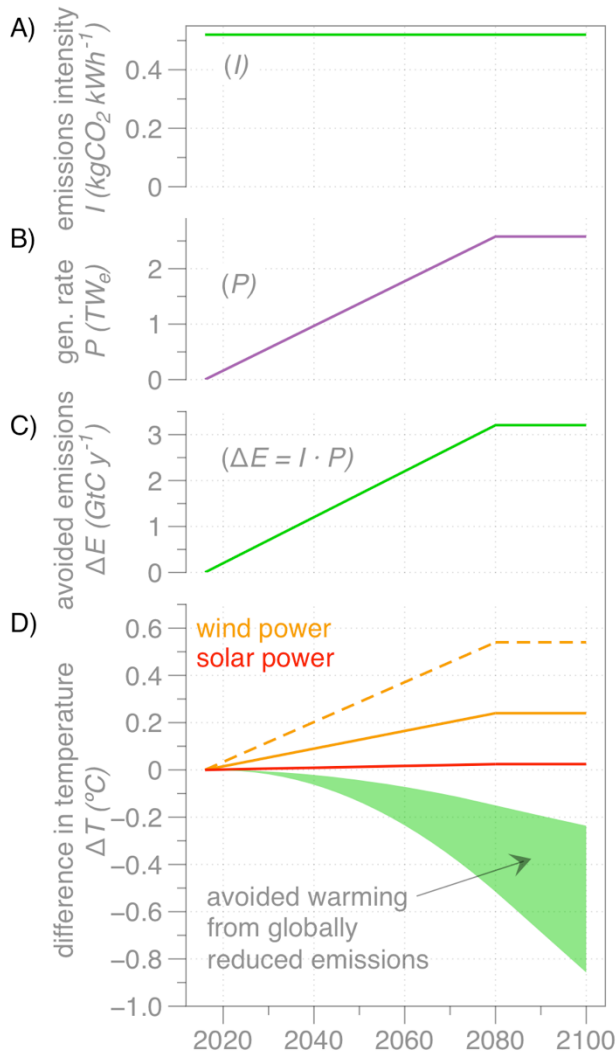 A)
emissions intensity
I (kgCO₂ kWh⁻¹)
0.4
0.2
0
(I)
B)
gen. rate
P (TWₑ)
2
1
0
(P)
C)
avoided emissions
ΔE (GtC y⁻¹)
3
2
1
0
(ΔE = I · P)
D)
difference in temperature
ΔT (ºC)
0.6
0.4
0.2
0
−0.2
−0.4
−0.6
−0.8
−1.0
wind power
solar power
avoided warming
from globally
reduced emissions
2020 2040 2060 2080 2100